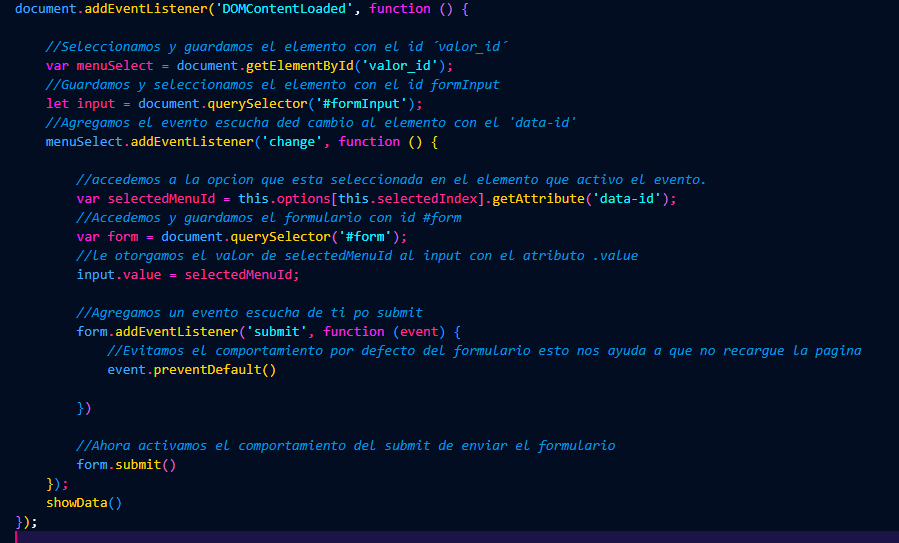 document.addEventListener('DOMContentLoaded', function () {
//Seleccionamos y guardamos el elemento con el id ´valor_id´
var menuSelect = document.getElementById('valor_id');
//Guardamos y seleccionamos el elemento con el id formInput
let input = document.querySelector('#formInput');
//Agregamos el evento escucha ded cambio al elemento con el 'data-id'
menuSelect.addEventListener('change', function () {
//accedemos a la opcion que esta seleccionada en el elemento que activo el evento.
var selectedMenuId = this.options[this.selectedIndex].getAttribute('data-id');
//Accedemos y guardamos el formulario con id #form
var form = document.querySelector('#form');
//le otorgamos el valor de selectedMenuId al input con el atributo .value
input.value = selectedMenuId;
//Agregamos un evento escucha de ti po submit
form.addEventListener('submit', function (event) {
//Evitamos el comportamiento por defecto del formulario esto nos ayuda a que no recargue la pagina
event.preventDefault()
})
//Ahora activamos el comportamiento del submit de enviar el formulario
form.submit()
});
showData()
});